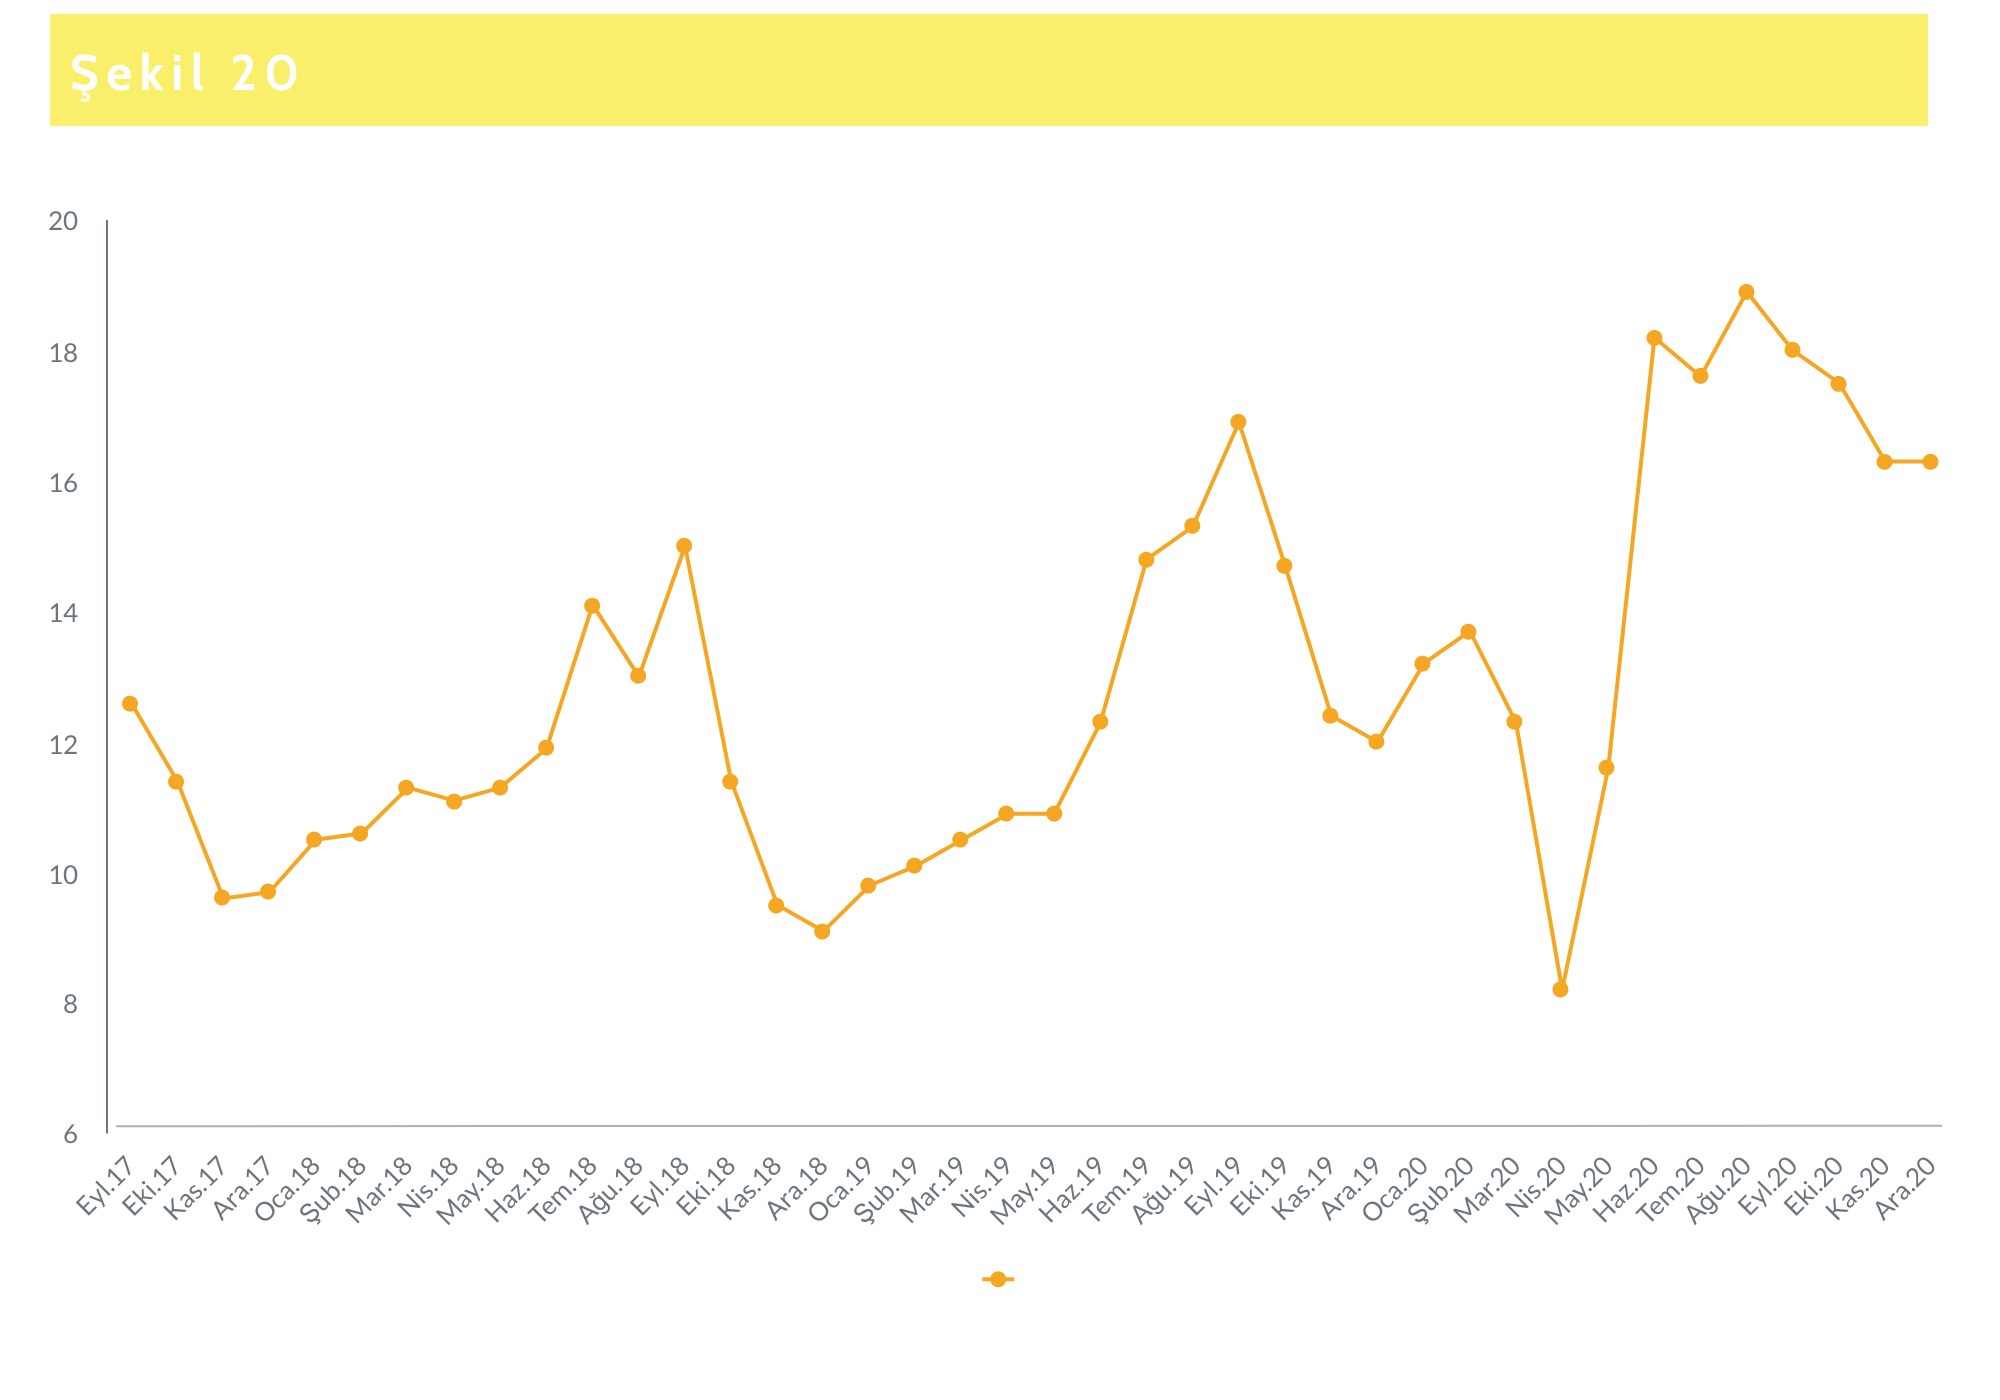 Şekil 20
20
18
16
14
12
10
8
6
Eyl.17
Eki.17
Kas.17
Ara.17
Oca.18
Şub.18
Mar.18
Nis.18
May.18
Haz.18
Tem.18
Ağu.18
Eyl.18
Eki.18
Kas.18
Ara.18
Oca.19
Şub.19
Mar.19
Nis.19
May.19
Haz.19
Tem.19
Ağu.19
Eyl.19
Eki.19
Kas.19
Ara.19
Oca.20
Şub.20
Mar.20
Nis.20
May.20
Haz.20
Tem.20
Ağu.20
Eyl.20
Eki.20
Kas.20
Ara.20